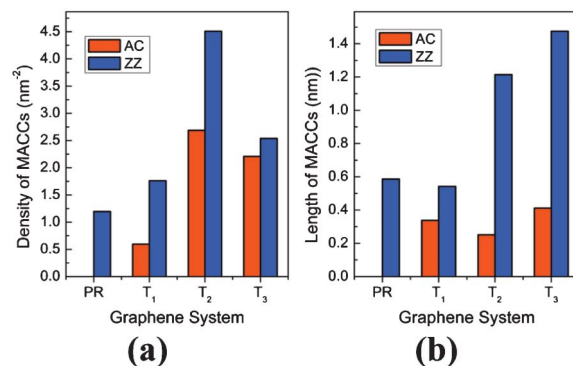 AC
ZZ
Density of MACCs (nm-2)
4.5
4.0
3.5
3.0
2.5
2.0
1.5
1.0
0.5
0.0
PR T1 T2 T3
Graphene System
(a)
AC
ZZ
Length of MACCs (nm))
1.4
1.2
1.0
0.8
0.6
0.4
0.2
0.0
PR T1 T2 T3
Graphene System
(b)